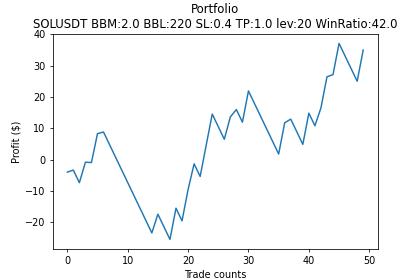 Portfolio
SOLUSDT BBM:2.0 BBL:220 SL:0.4 TP:1.0 lev:20 WinRatio:42.0
Profit ($)
40
30
20
10
0
−10
−20
0 10 20 30 40 50
Trade counts